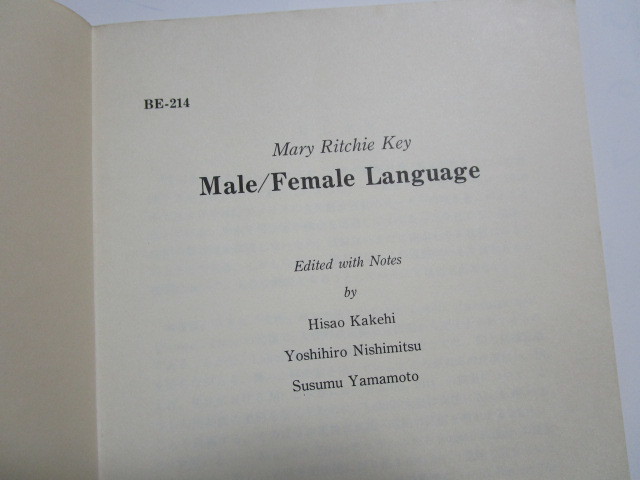 BE-214
Mary Ritchie Key
Male/Female Language
Edited with Notes
by
Hisao Kakehi
Yoshihiro Nishimitsu
Susumu Yamamoto